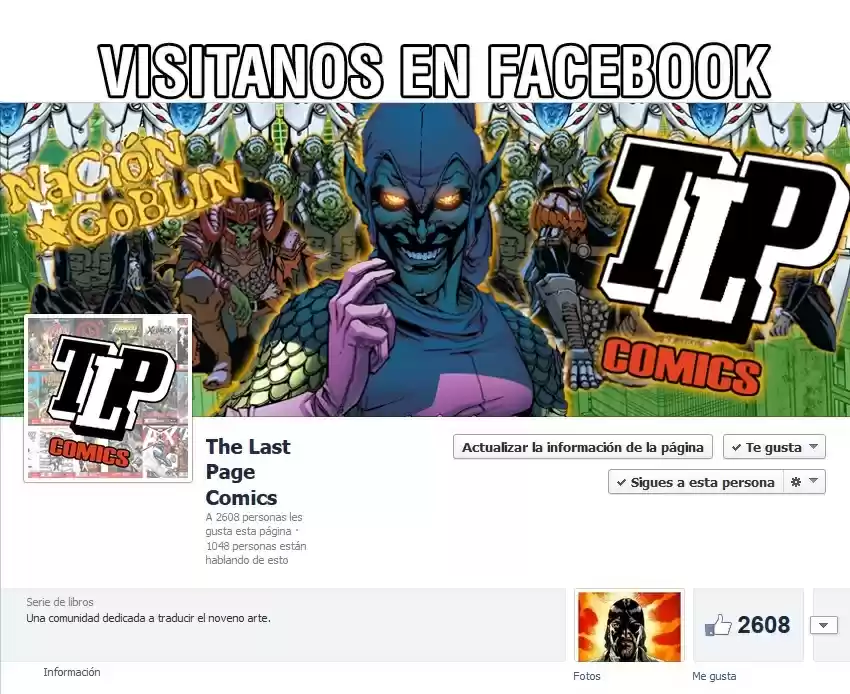 VISITANOS EN FACEBOOK
NaCIóN
GoBLIN
TLP
COMICS
TLP
COMICS
The Last
Page
Comics
A 2608 personas les
gusta esta página ·
1048 personas están
hablando de esto
Actualizar la información de la página
Te gusta
Sigues a esta persona
Serie de libros
Una comunidad dedicada a traducir el noveno arte.
2608
Información
Fotos
Me gusta